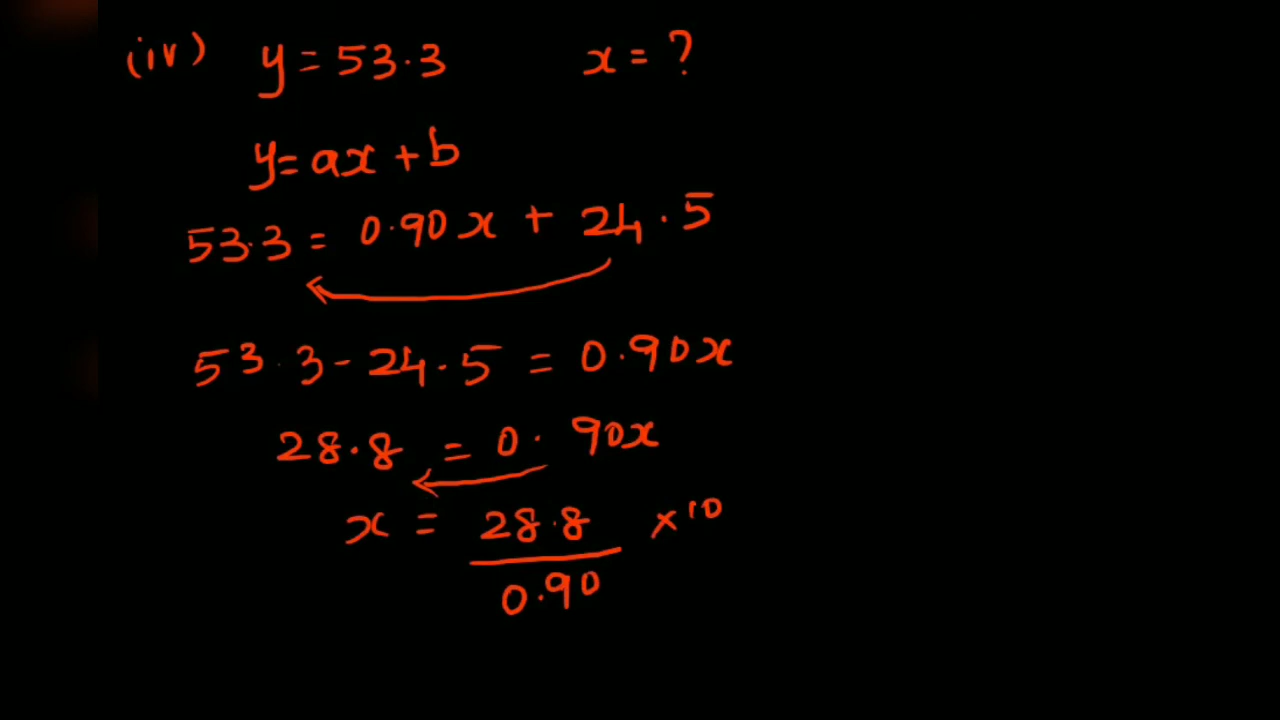 (iv) y = 53.3 x = ?
y = ax + b
53.3 = 0.90x + 24.5
53.3 - 24.5 = 0.90x
28.8 = 0.90x
x = 28.8 × 10
0.90